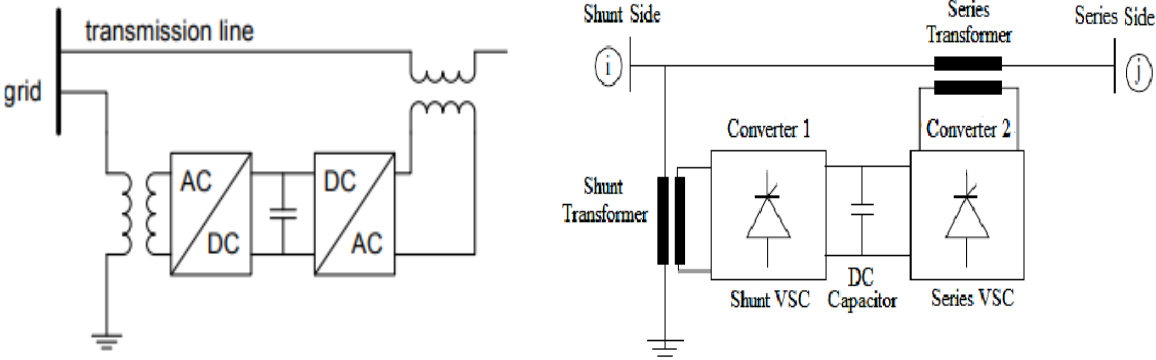 transmission line
grid
AC
DC
DC
AC
Shunt Side
Series
Transformer
Series Side
i
j
Converter 1
Converter 2
Shunt
Transformer
DC
Capacitor
Shunt VSC
Series VSC